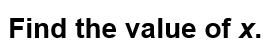 Find the value of x.